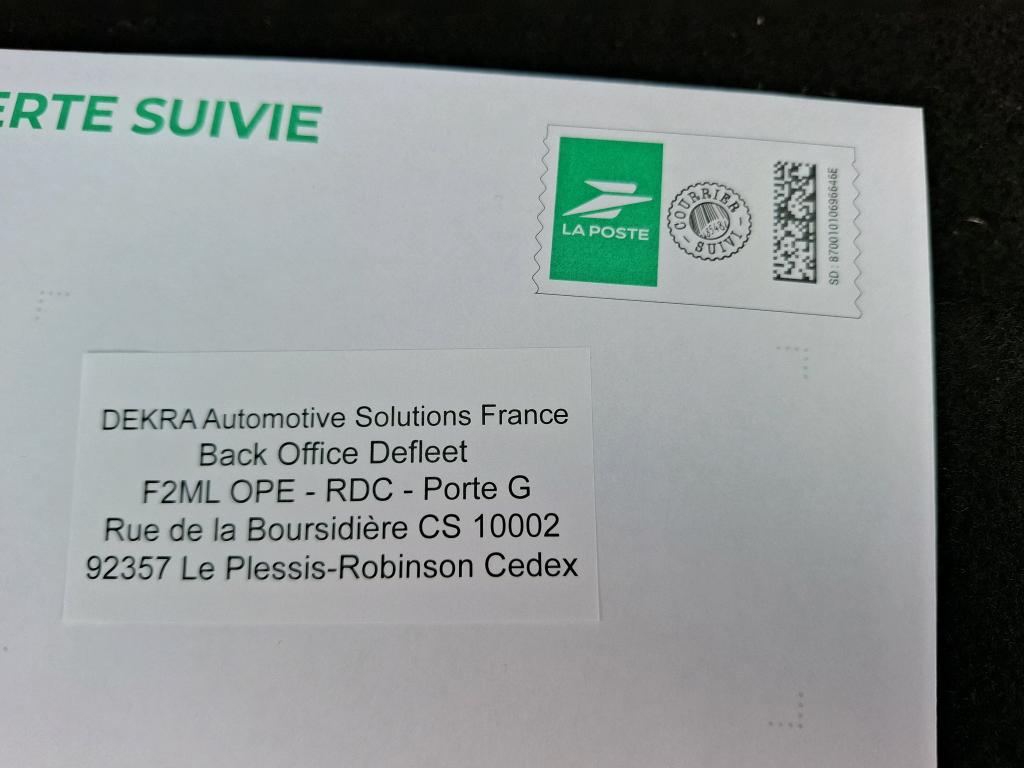 ERTE SUIVIE
LA POSTE
COURRIER
SUIVI
SD : 87001010696646E
DEKRA Automotive Solutions France
Back Office Defleet
F2ML OPE - RDC - Porte G
Rue de la Boursidière CS 10002
92357 Le Plessis-Robinson Cedex